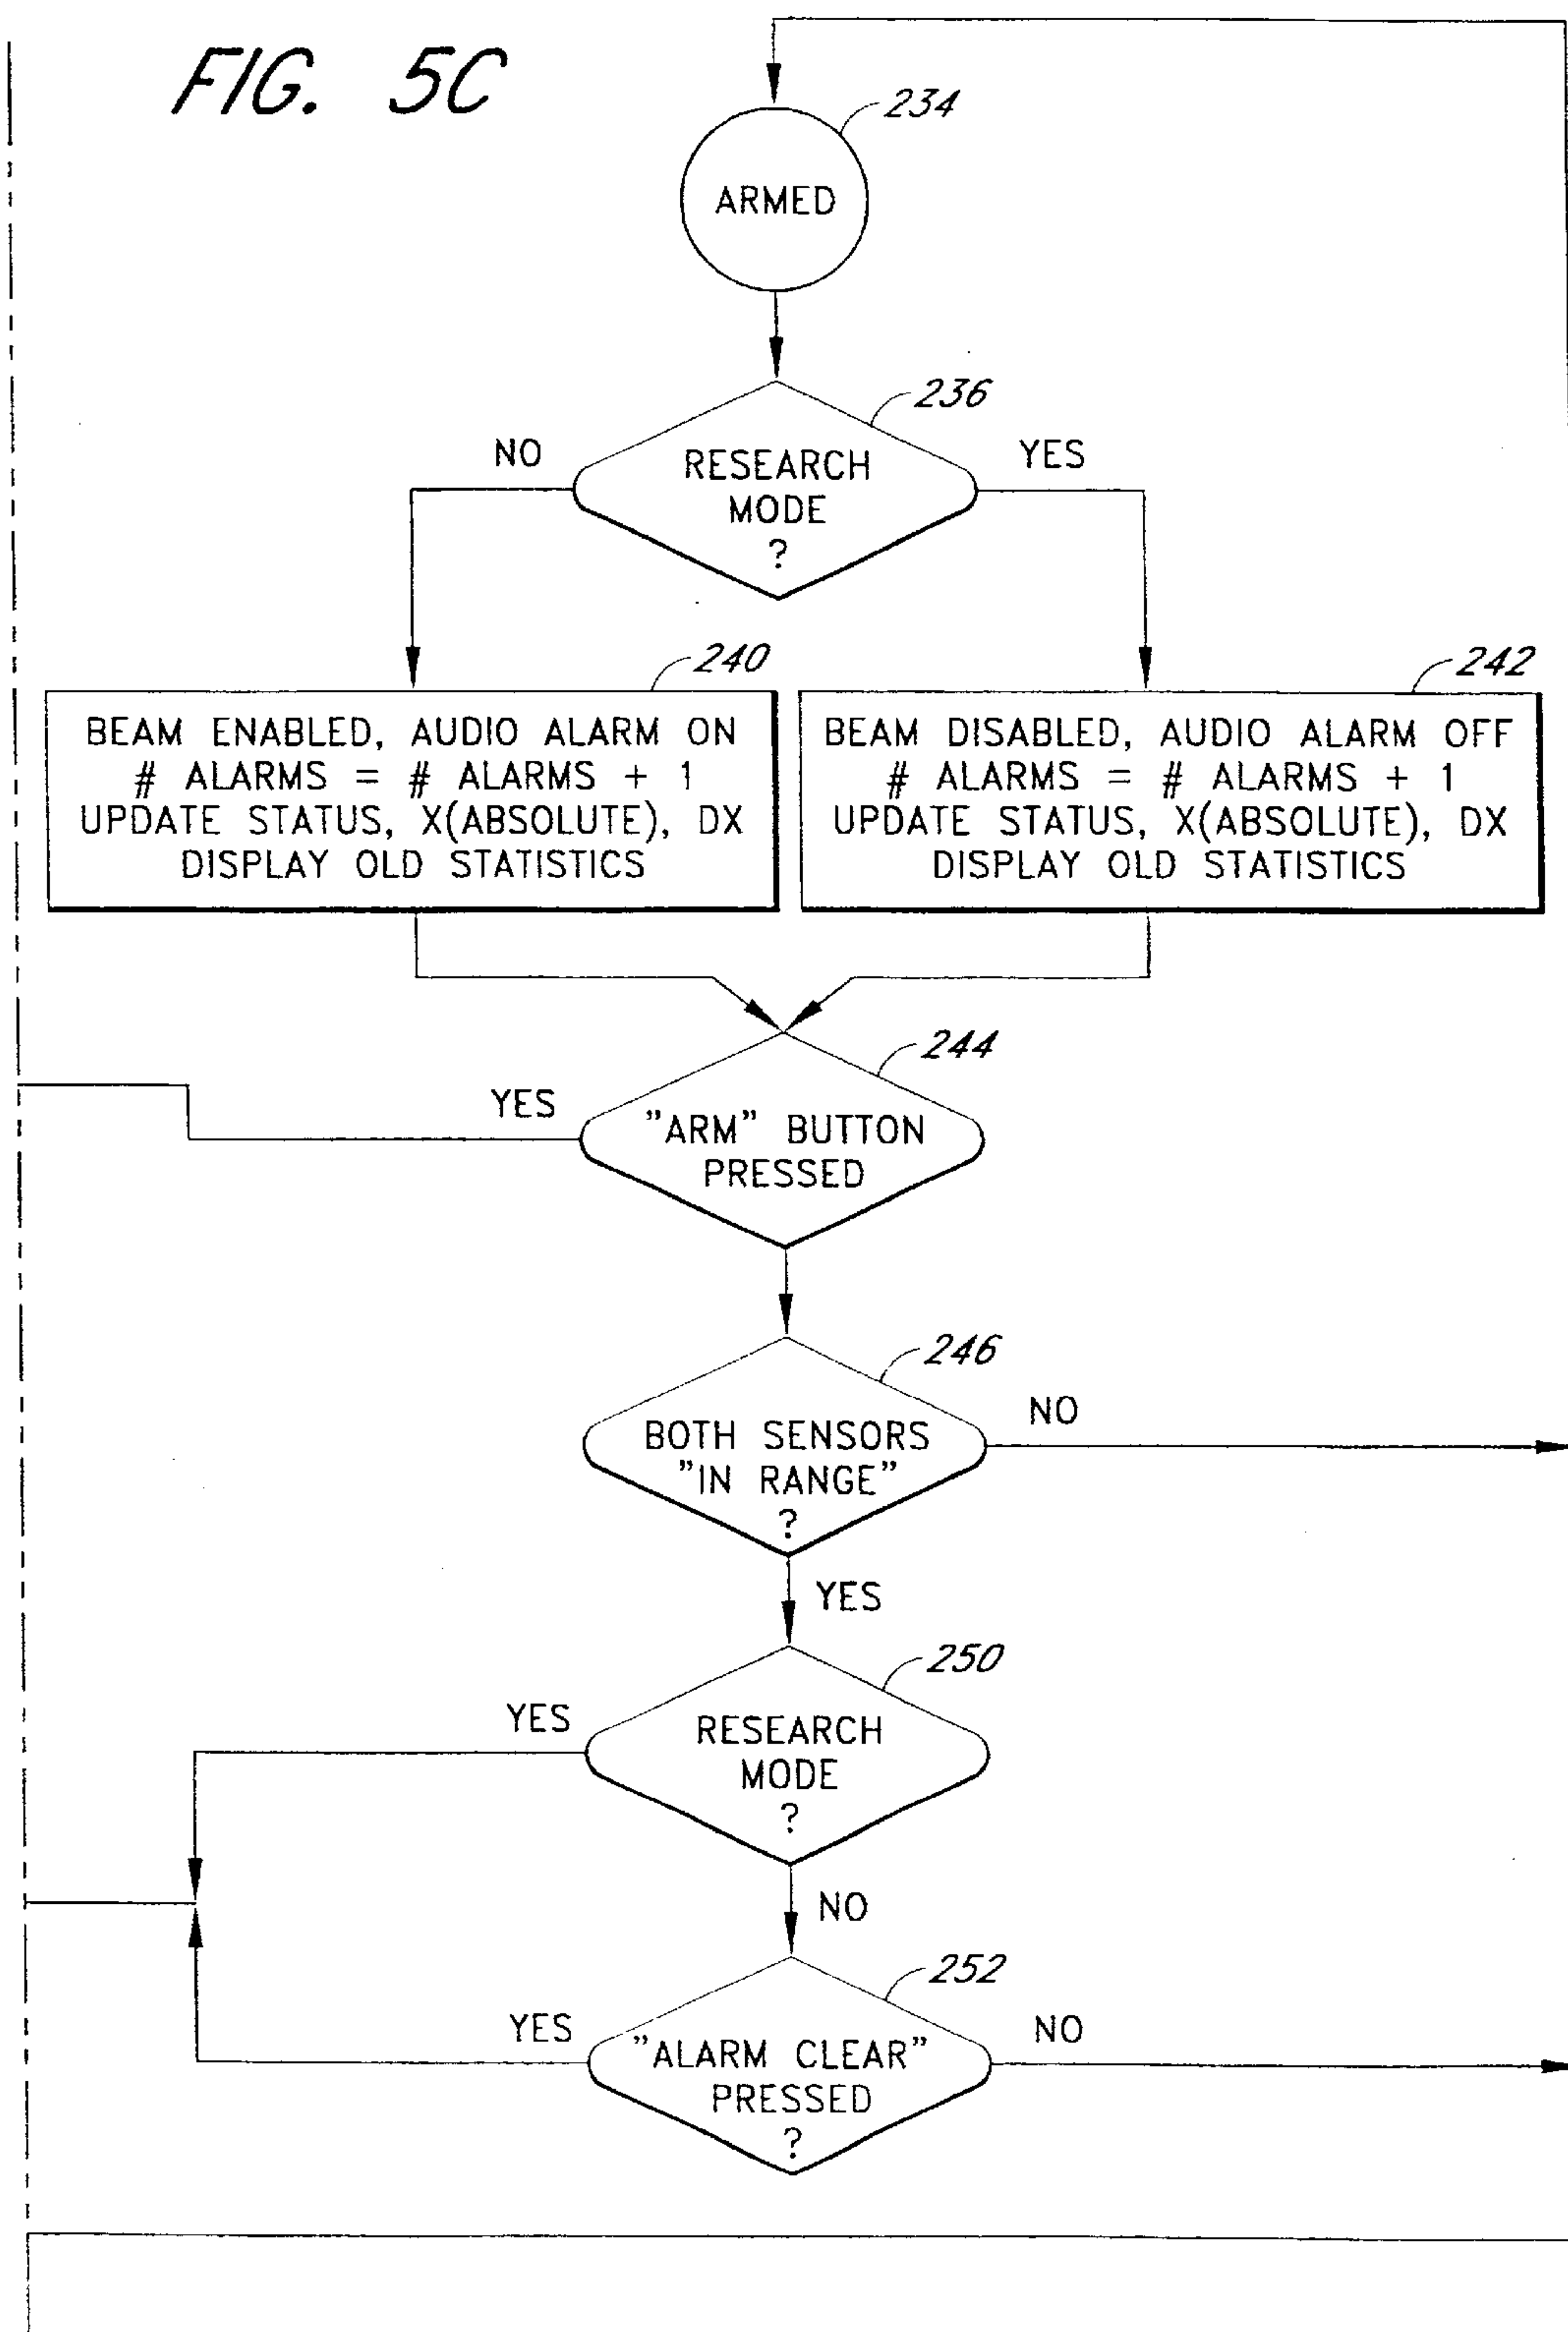 FIG. 5C
234
ARMED
236
NO
YES
RESEARCH
MODE
?
240
242
BEAM ENABLED, AUDIO ALARM ON
# ALARMS = # ALARMS + 1
UPDATE STATUS, X(ABSOLUTE), DX
DISPLAY OLD STATISTICS
BEAM DISABLED, AUDIO ALARM OFF
# ALARMS = # ALARMS + 1
UPDATE STATUS, X(ABSOLUTE), DX
DISPLAY OLD STATISTICS
244
YES
"ARM" BUTTON
PRESSED
246
NO
BOTH SENSORS
"IN RANGE"
?
YES
250
YES
RESEARCH
MODE
?
NO
252
YES
NO
"ALARM CLEAR"
PRESSED
?